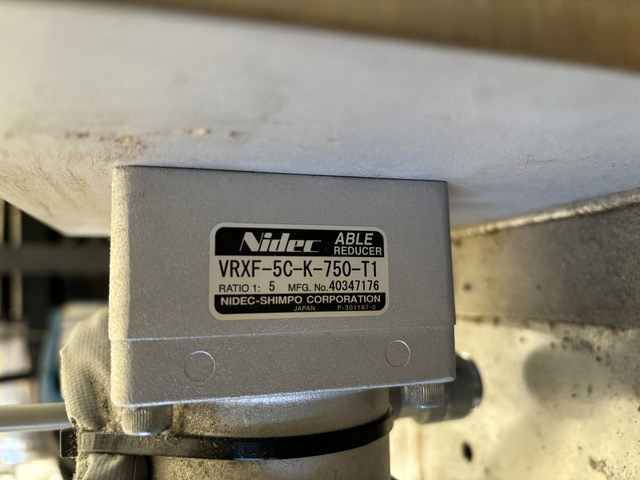 Nidec ABLE REDUCER
VRXF-5C-K-750-T1
RATIO 1: 5 MFG. No. 40347176
NIDEC-SHIMPO CORPORATION
JAPAN P-301187-0